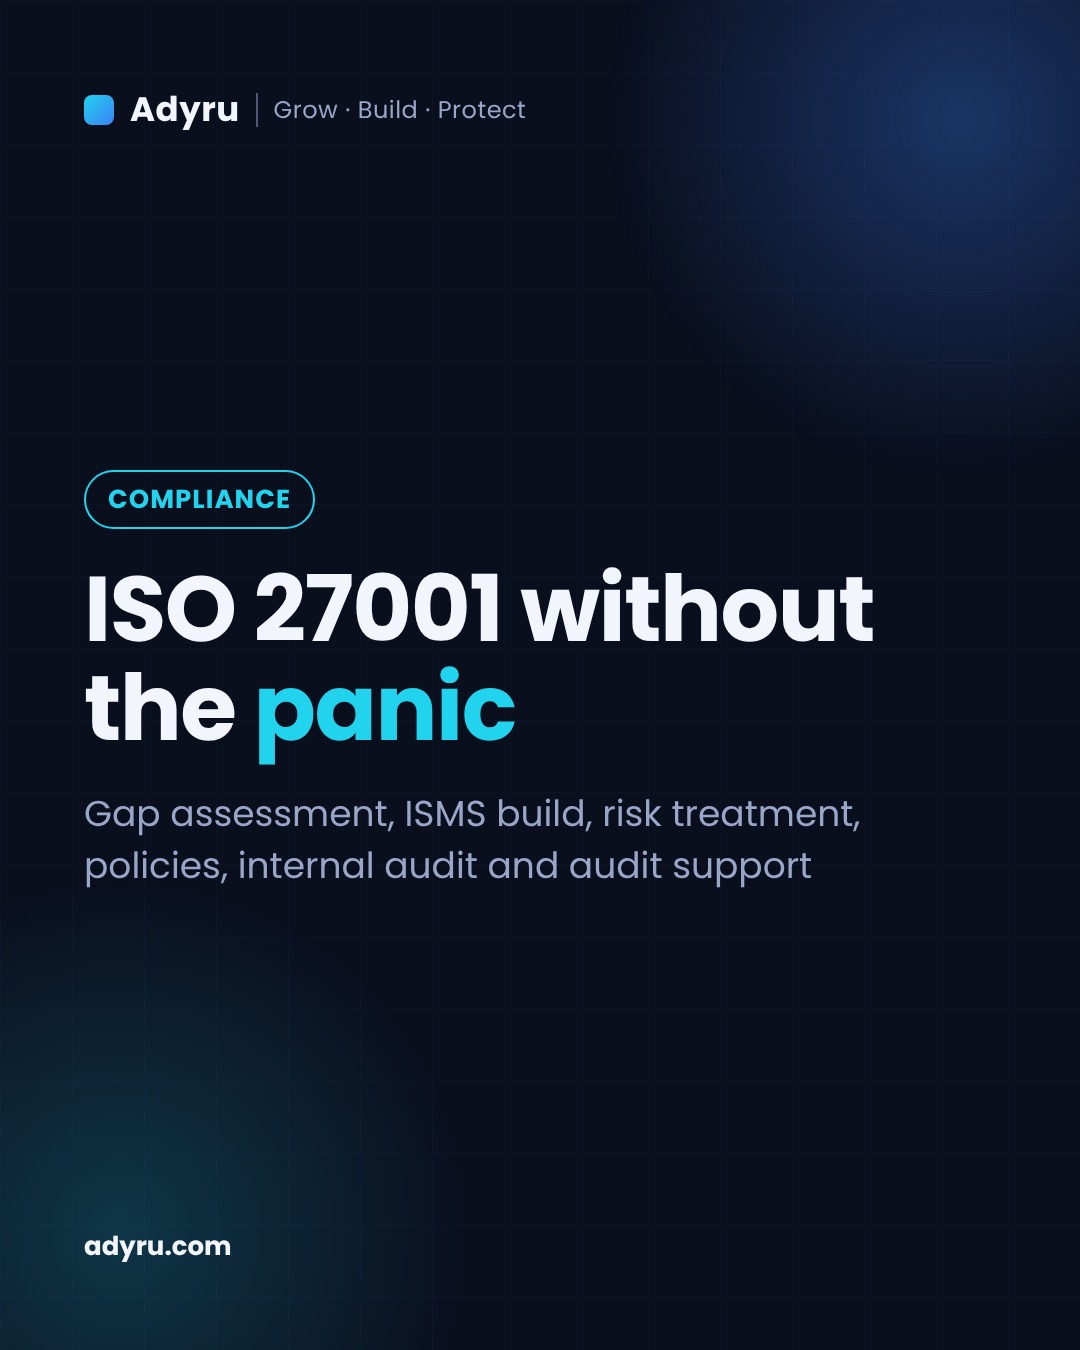 Adyru | Grow · Build · Protect
COMPLIANCE
ISO 27001 without
the panic
Gap assessment, ISMS build, risk treatment,
policies, internal audit and audit support
adyru.com